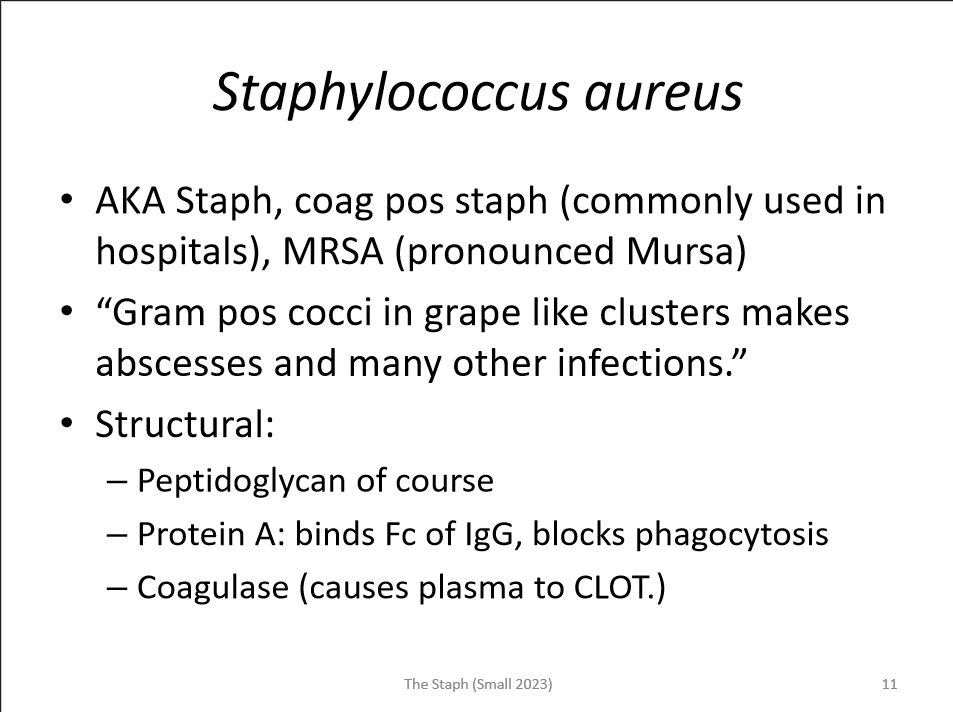 Staphylococcus aureus
• AKA Staph, coag pos staph (commonly used in
hospitals), MRSA (pronounced Mursa)
• “Gram pos cocci in grape like clusters makes
abscesses and many other infections.”
• Structural:
– Peptidoglycan of course
– Protein A: binds Fc of IgG, blocks phagocytosis
– Coagulase (causes plasma to CLOT.)
The Staph (Small 2023)
11